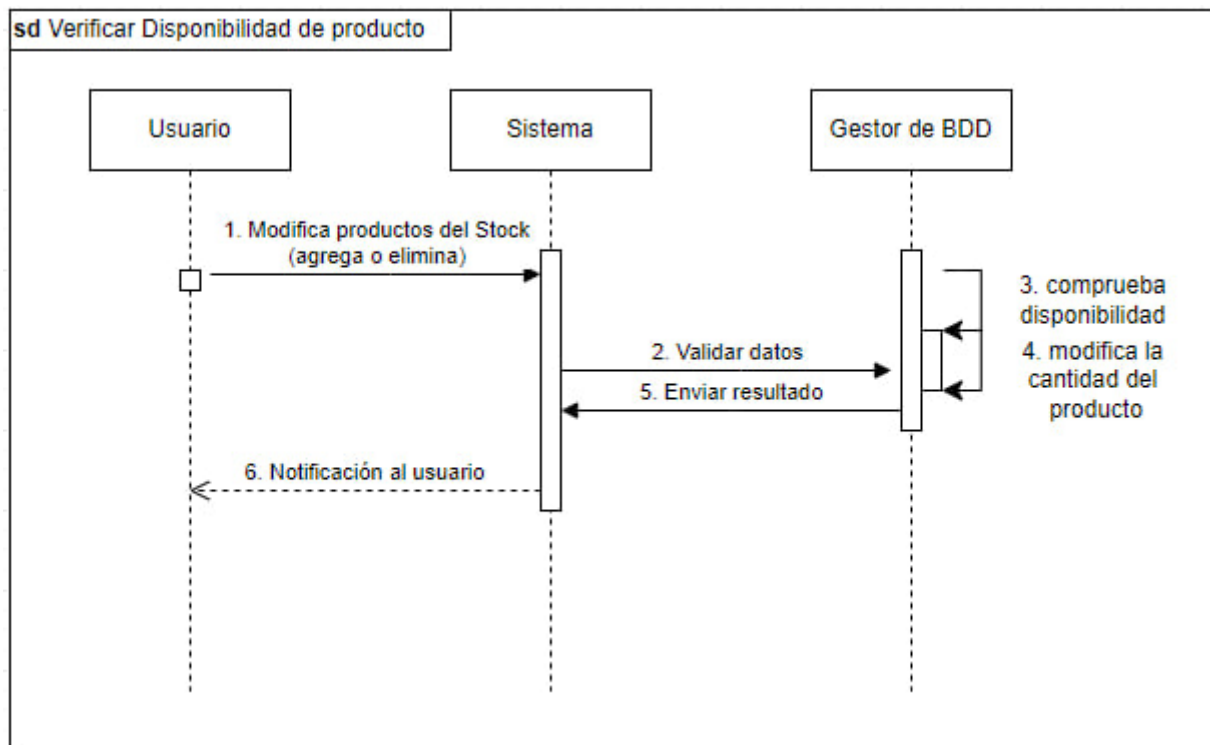 sd Verificar Disponibilidad de producto
Usuario
Sistema
Gestor de BDD
1. Modifica productos del Stock
(agrega o elimina)
3. comprueba
disponibilidad
2. Validar datos
4. modifica la
cantidad del
producto
5. Enviar resultado
6. Notificación al usuario